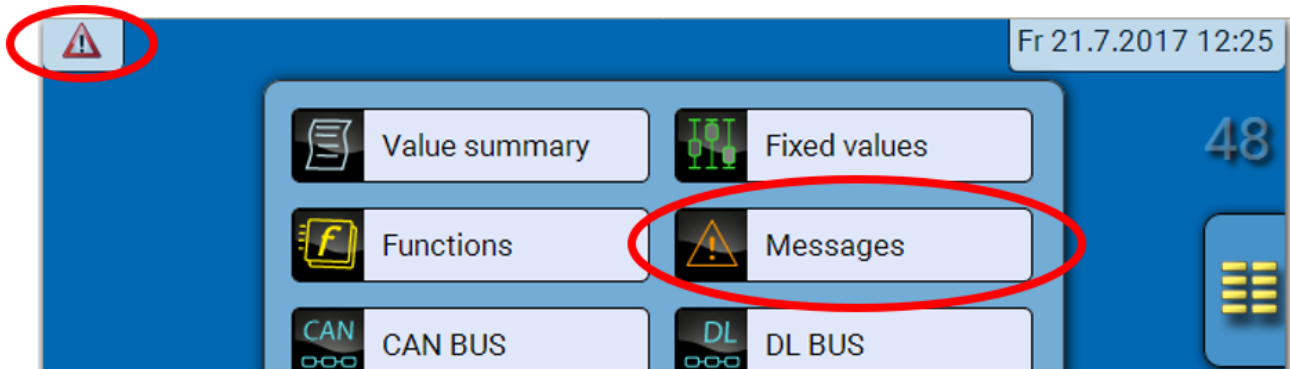 Fr 21.7.2017 12:25
Value summary
Fixed values
48
f Functions
Messages
CAN CAN BUS
DL DL BUS